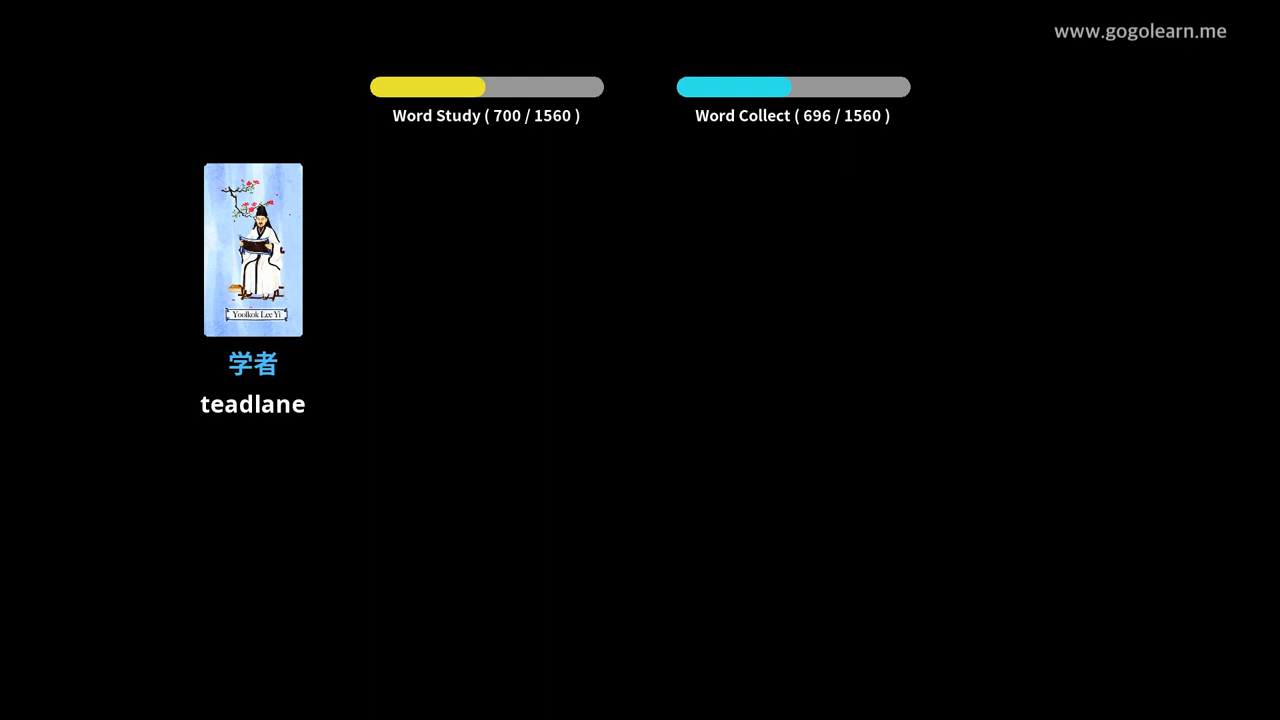 www.gogolearn.me
Word Study ( 700 / 1560 )
Word Collect ( 696 / 1560 )
Yoolkok Lee Yi
学者
teadlane